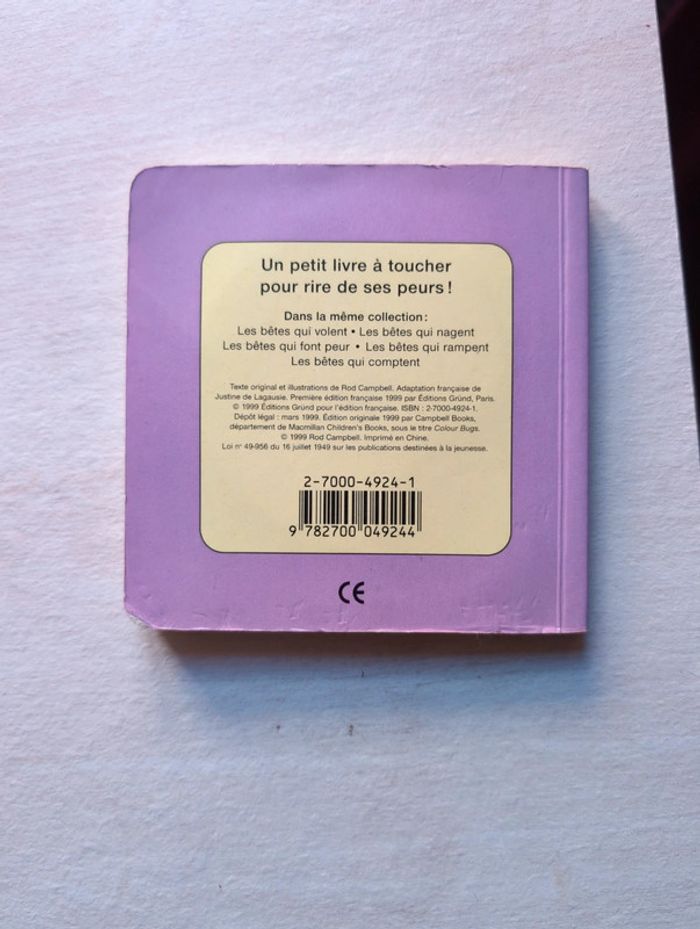 Un petit livre à toucher
pour rire de ses peurs !
Dans la même collection :
Les bêtes qui volent • Les bêtes qui nagent
Les bêtes qui font peur • Les bêtes qui rampent
Les bêtes qui comptent
Texte original et illustrations de Rod Campbell. Adaptation française de
Justine de Lagausie. Première édition française 1999 par Éditions Gründ, Paris.
© 1999 Éditions Gründ pour l'édition française. ISBN : 2-7000-4924-1.
Dépôt légal : mars 1999. Édition originale 1999 par Campbell Books,
département de Macmillan Children's Books, sous le titre Colour Bugs.
© 1999 Rod Campbell. Imprimé en Chine.
Loi n° 49-956 du 16 juillet 1949 sur les publications destinées à la jeunesse.
2-7000-4924-1
9 782700 049244
CE